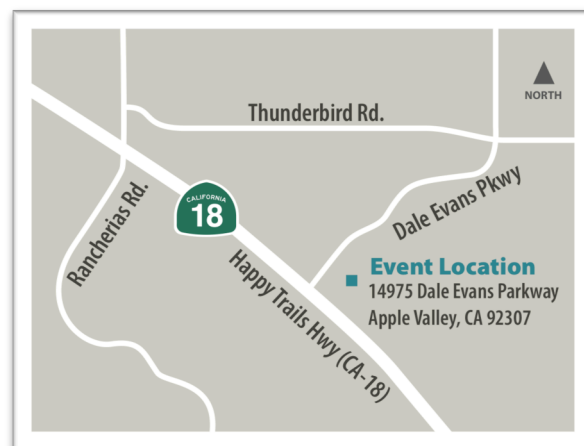 NORTH
Thunderbird Rd.
Rancherias Rd.
CALIFORNIA
18
Dale Evans Pkwy
Happy Trails Hwy (CA-18)
Event Location
14975 Dale Evans Parkway
Apple Valley, CA 92307